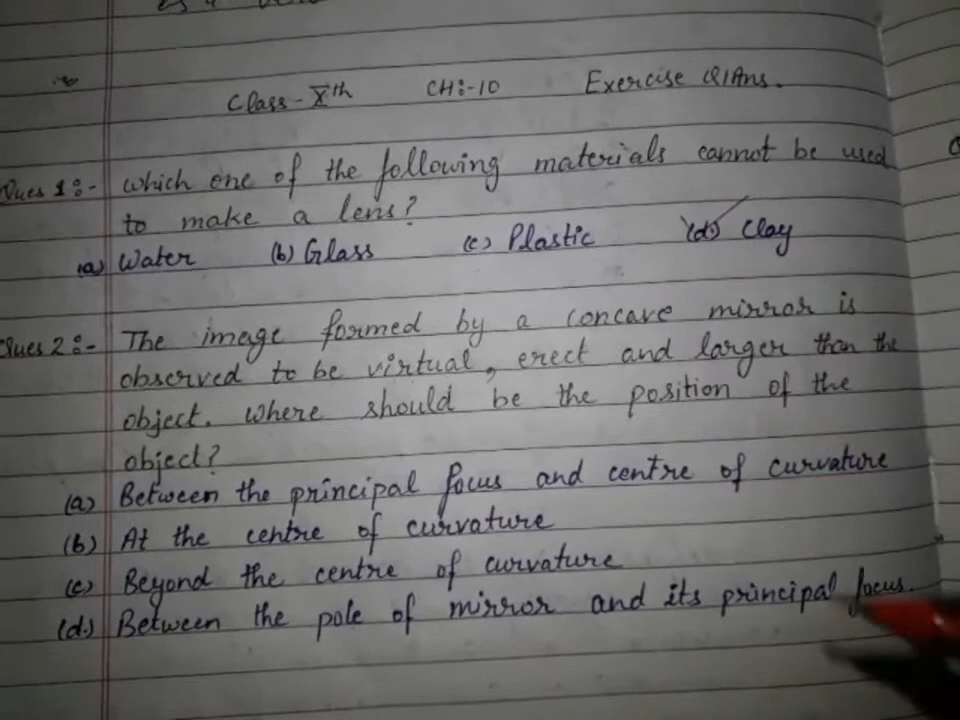 Class - Xth CH:-10 Exercise Q/Ans.
Ques 1:- Which one of the following materials cannot be used
to make a lens?
(a) Water (b) Glass (c) Plastic (d) Clay
Ques 2:- The image formed by a concave mirror is
observed to be virtual, erect and larger than the
object. Where should be the position of the
object?
(a) Between the principal focus and centre of curvature
(b) At the centre of curvature
(c) Beyond the centre of curvature
(d.) Between the pole of mirror and its principal focus.